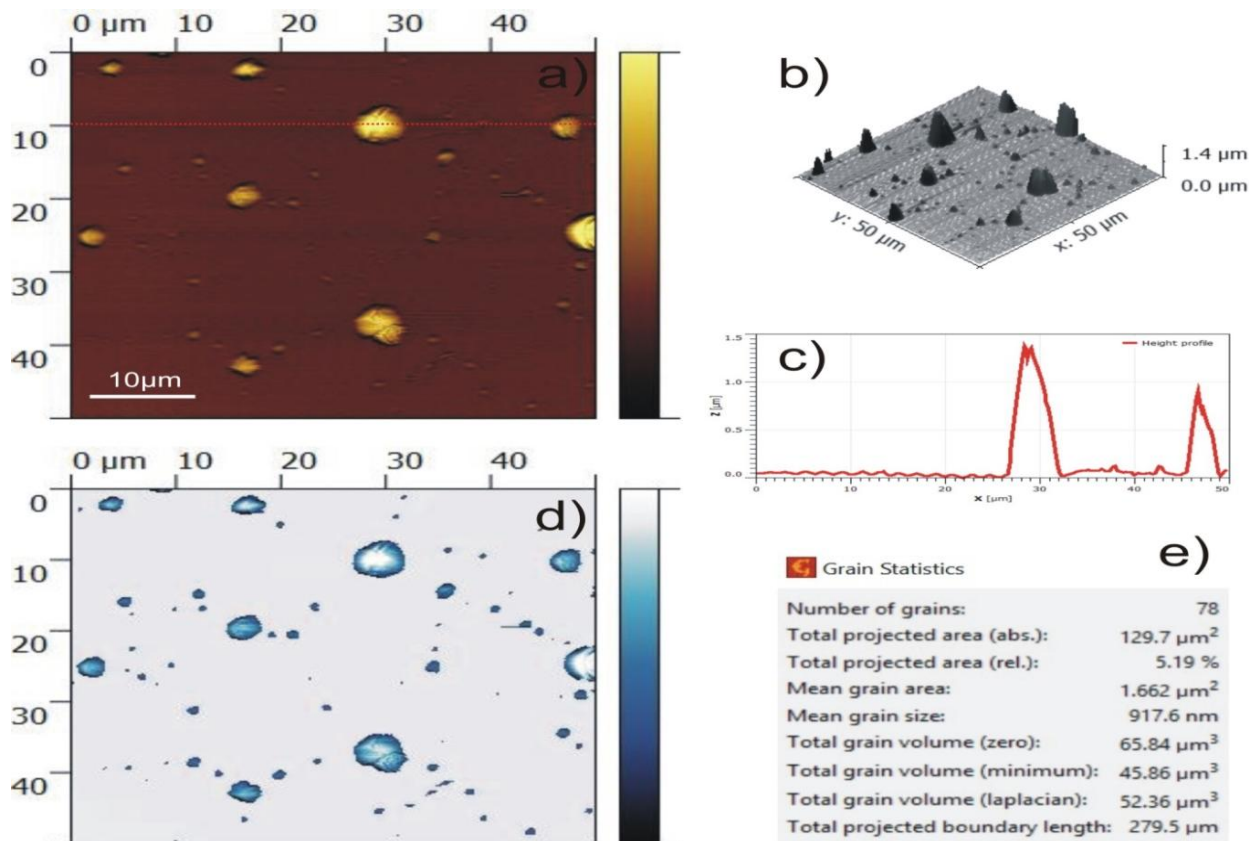 0 µm 10 20 30 40
0
10
20
30
40
a)
10µm
b)
1.4 µm
0.0 µm
y: 50 µm
x: 50 µm
c)
Height profile
1.5
1.0
0.5
0.0
z [µm]
0 10 20 30 40 50
x [µm]
0 µm 10 20 30 40
0
10
20
30
40
d)
e)
Grain Statistics
Number of grains: 78
Total projected area (abs.): 129.7 µm²
Total projected area (rel.): 5.19 %
Mean grain area: 1.662 µm²
Mean grain size: 917.6 nm
Total grain volume (zero): 65.84 µm³
Total grain volume (minimum): 45.86 µm³
Total grain volume (laplacian): 52.36 µm³
Total projected boundary length: 279.5 µm